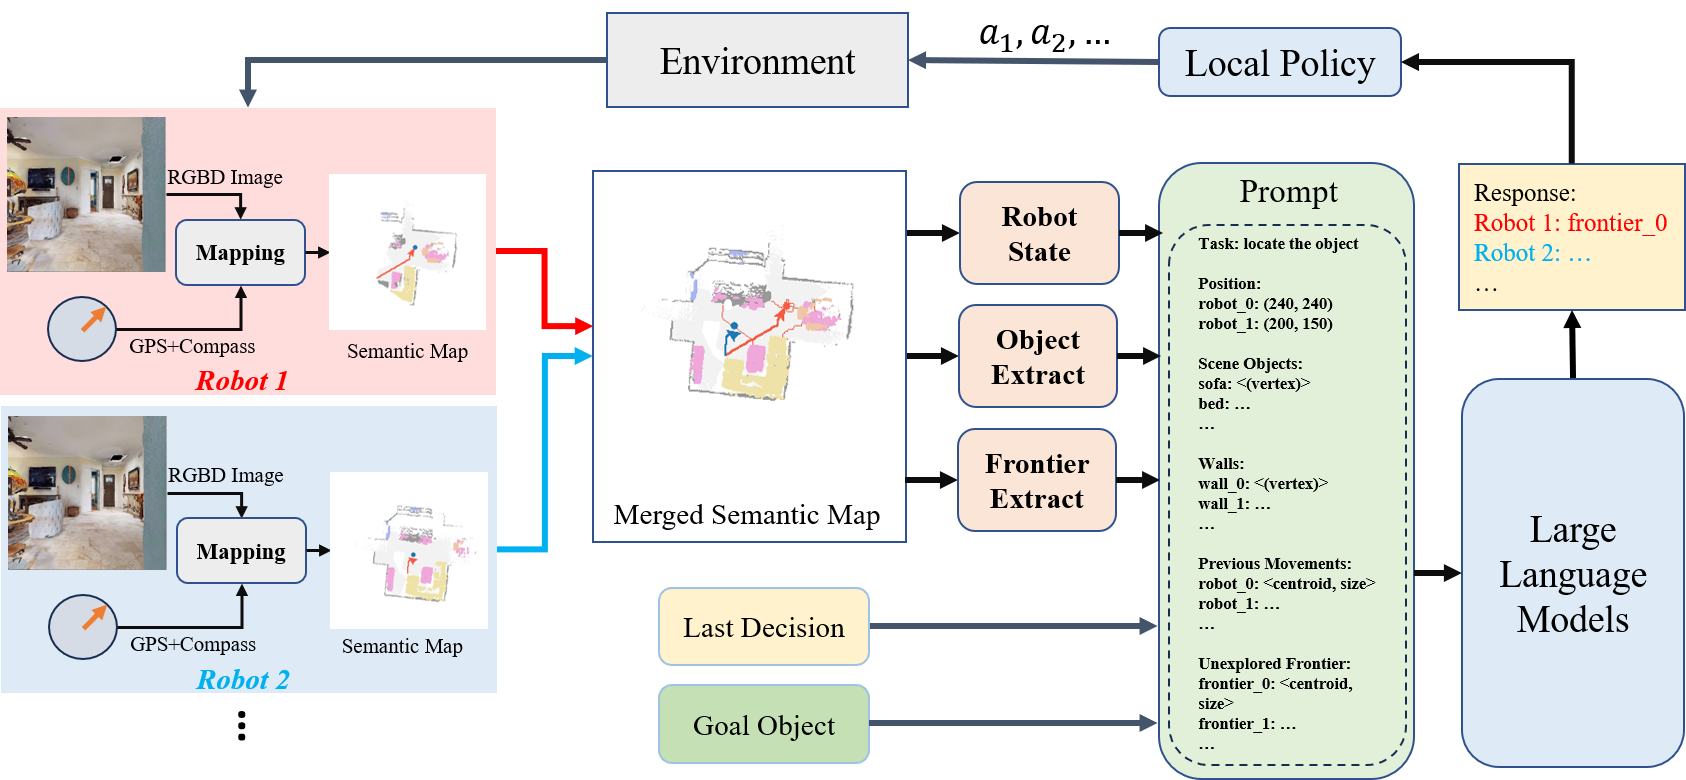 Environment
a₁, a₂, …
Local Policy
RGBD Image
Mapping
GPS+Compass
Semantic Map
Robot 1
RGBD Image
Mapping
GPS+Compass
Semantic Map
Robot 2
Merged Semantic Map
Robot
State
Object
Extract
Frontier
Extract
Last Decision
Goal Object
Prompt
Task: locate the object
Position:
robot_0: (240, 240)
robot_1: (200, 150)
Scene Objects:
sofa: <(vertex)>
bed: …
…
Walls:
wall_0: <(vertex)>
wall_1: …
…
Previous Movements:
robot_0: <centroid, size>
robot_1: …
…
Unexplored Frontier:
frontier_0: <centroid,
size>
frontier_1: …
…
Response:
Robot 1: frontier_0
Robot 2: …
…
Large
Language
Models